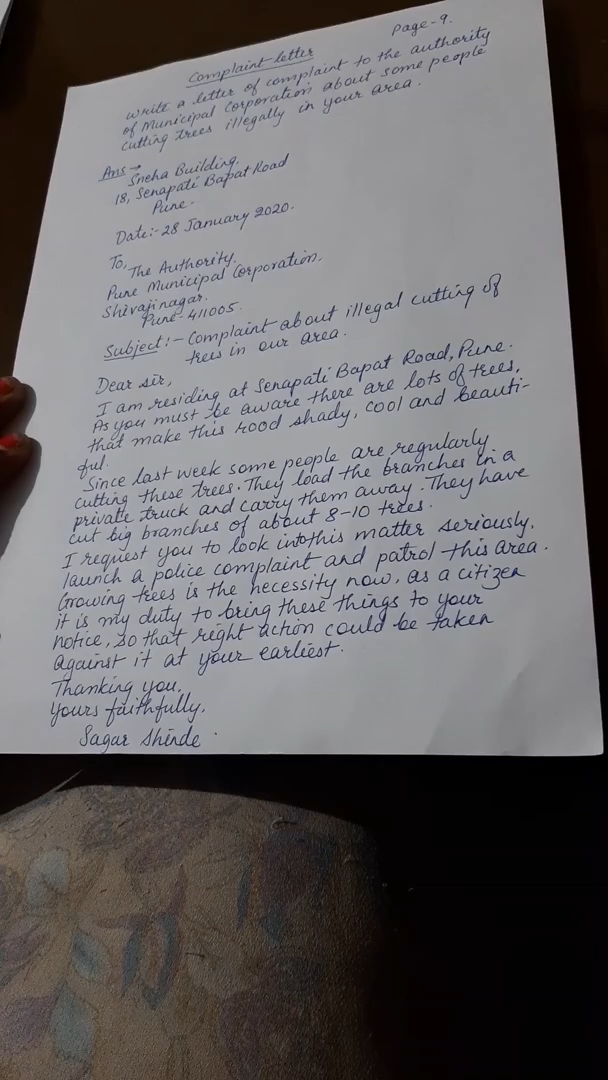 Page-9.
Complaint letter
write a letter of complaint to the authority
of Municipal Corporation about some people
cutting trees illegally in your area.
Ans→
Sneha Building,
18, Senapati Bapat Road
Pune.
Date:-28 January 2020.
To,
The Authority.
Pune Municipal Corporation,
Shivajinagar.
Pune-411005.
Subject:-Complaint about illegal cutting of
trees in our area.
Dear sir,
I am residing at Senapati Bapat Road, Pune.
As you must be aware there are lots of trees,
that make this rood shady, cool and beauti-
ful.
Since last week some people are regularly
cutting these trees. They load the branches in a
private truck and carry them away. They have
cut big branches of about 8-10 trees.
I request you to look into this matter seriously,
launch a police complaint and patrol this area.
Growing trees is the necessity now, as a citizen
it is my duty to bring these things to your
notice, so that right action could be taken
against it at your earliest.
Thanking you,
yours faithfully,
Sagar Shinde.